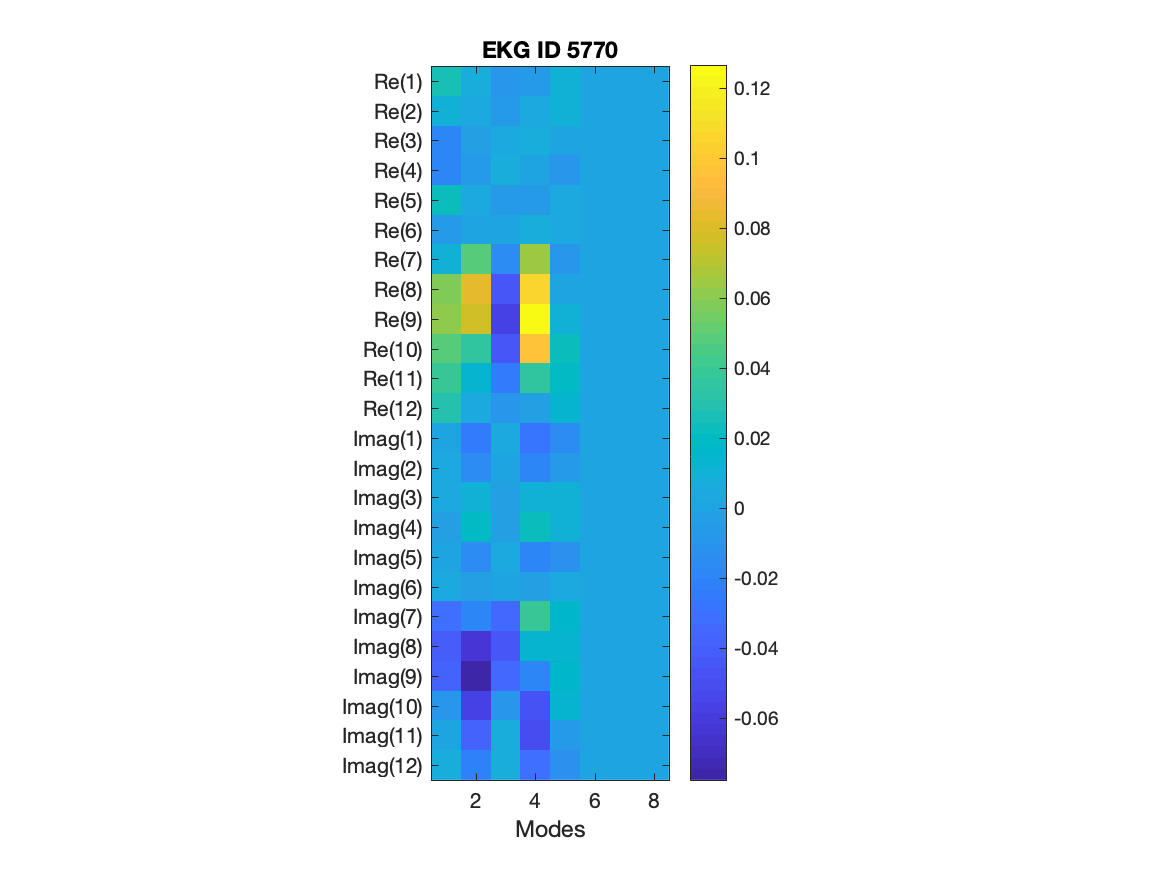 EKG ID 5770
Re(1)
Re(2)
Re(3)
Re(4)
Re(5)
Re(6)
Re(7)
Re(8)
Re(9)
Re(10)
Re(11)
Re(12)
Imag(1)
Imag(2)
Imag(3)
Imag(4)
Imag(5)
Imag(6)
Imag(7)
Imag(8)
Imag(9)
Imag(10)
Imag(11)
Imag(12)
2 4 6 8
Modes
0.12
0.1
0.08
0.06
0.04
0.02
0
-0.02
-0.04
-0.06